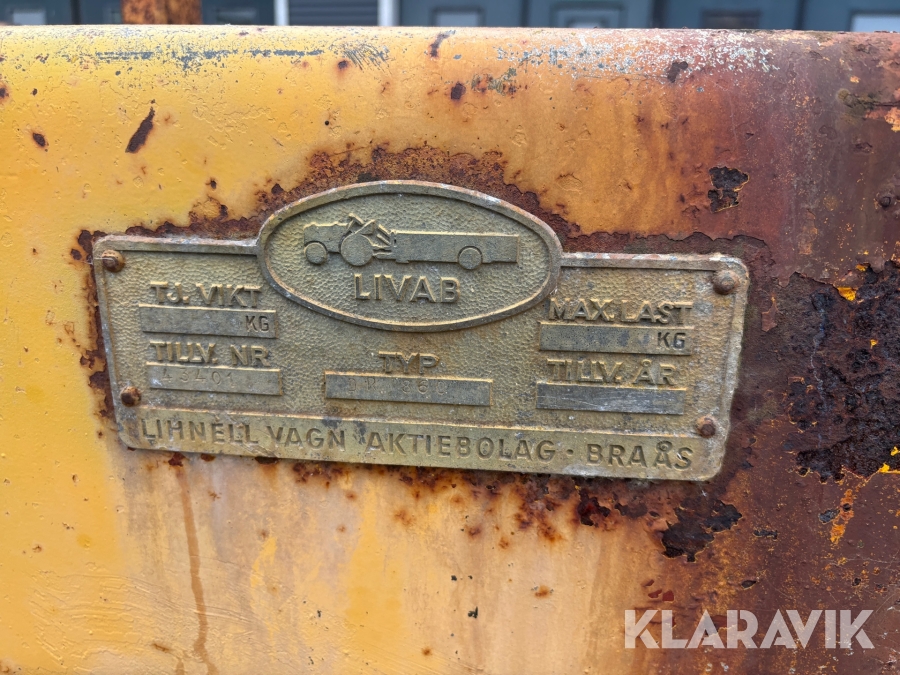 LIVAB
TJ. VIKT
KG
MAX. LAST
KG
TILLV. NR
TYP
TILLV. ÅR
LIHNELL VAGN AKTIEBOLAG · BRAÅS
KLARAVIK